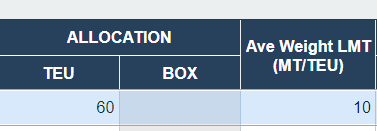 ALLOCATION
Ave Weight LMT
(MT/TEU)
TEU BOX
60 10